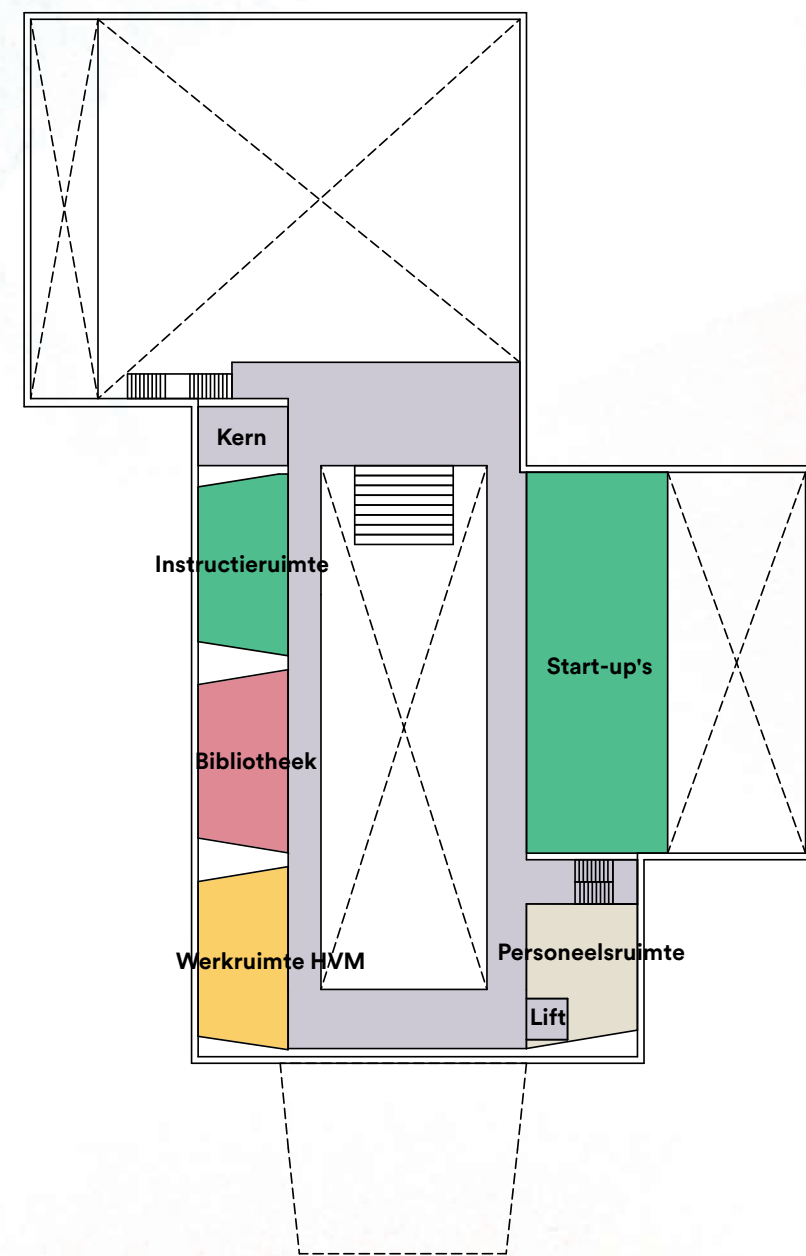 Kern
Instructieruimte
Start-up's
Bibliotheek
Werkruimte HVM
Personeelsruimte
Lift